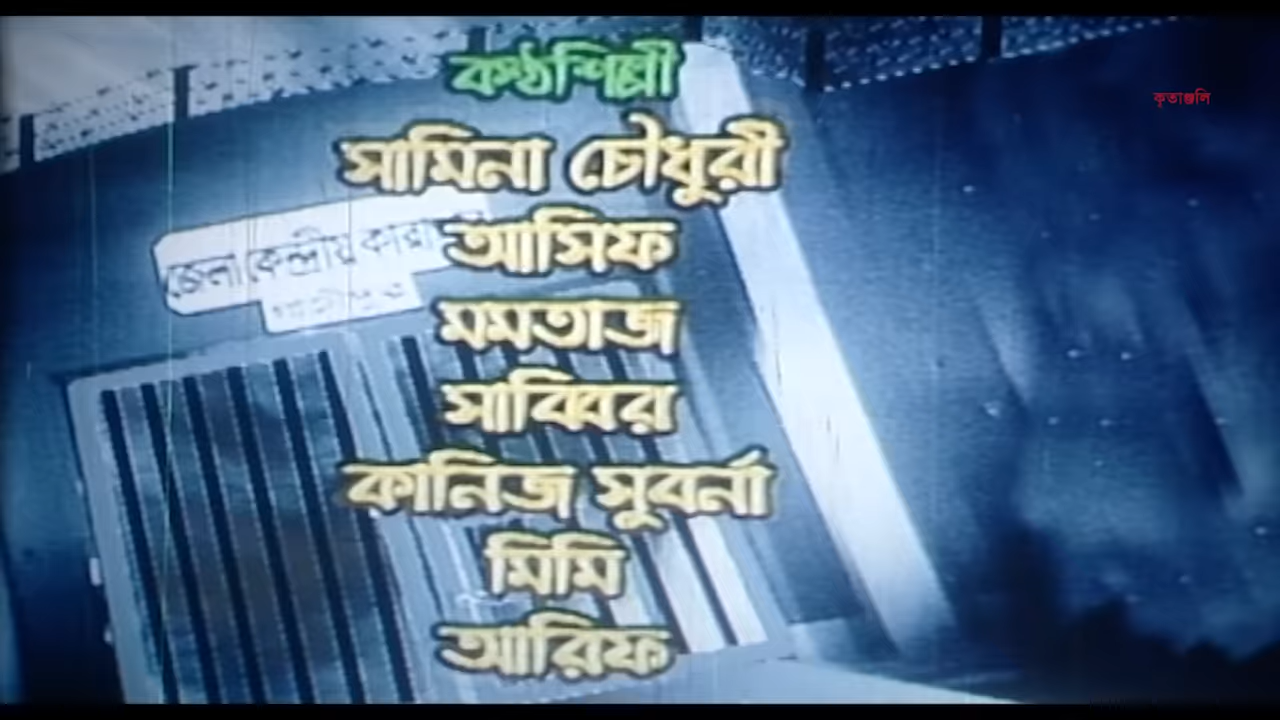 কণ্ঠশিল্পী
কৃতাঞ্জলি
সামিনা চৌধুরী
আসিফ
জেলা কেন্দ্রীয় কারা
মমতাজ
সাব্বির
কানিজ সুবর্না
মিমি
আরিফ